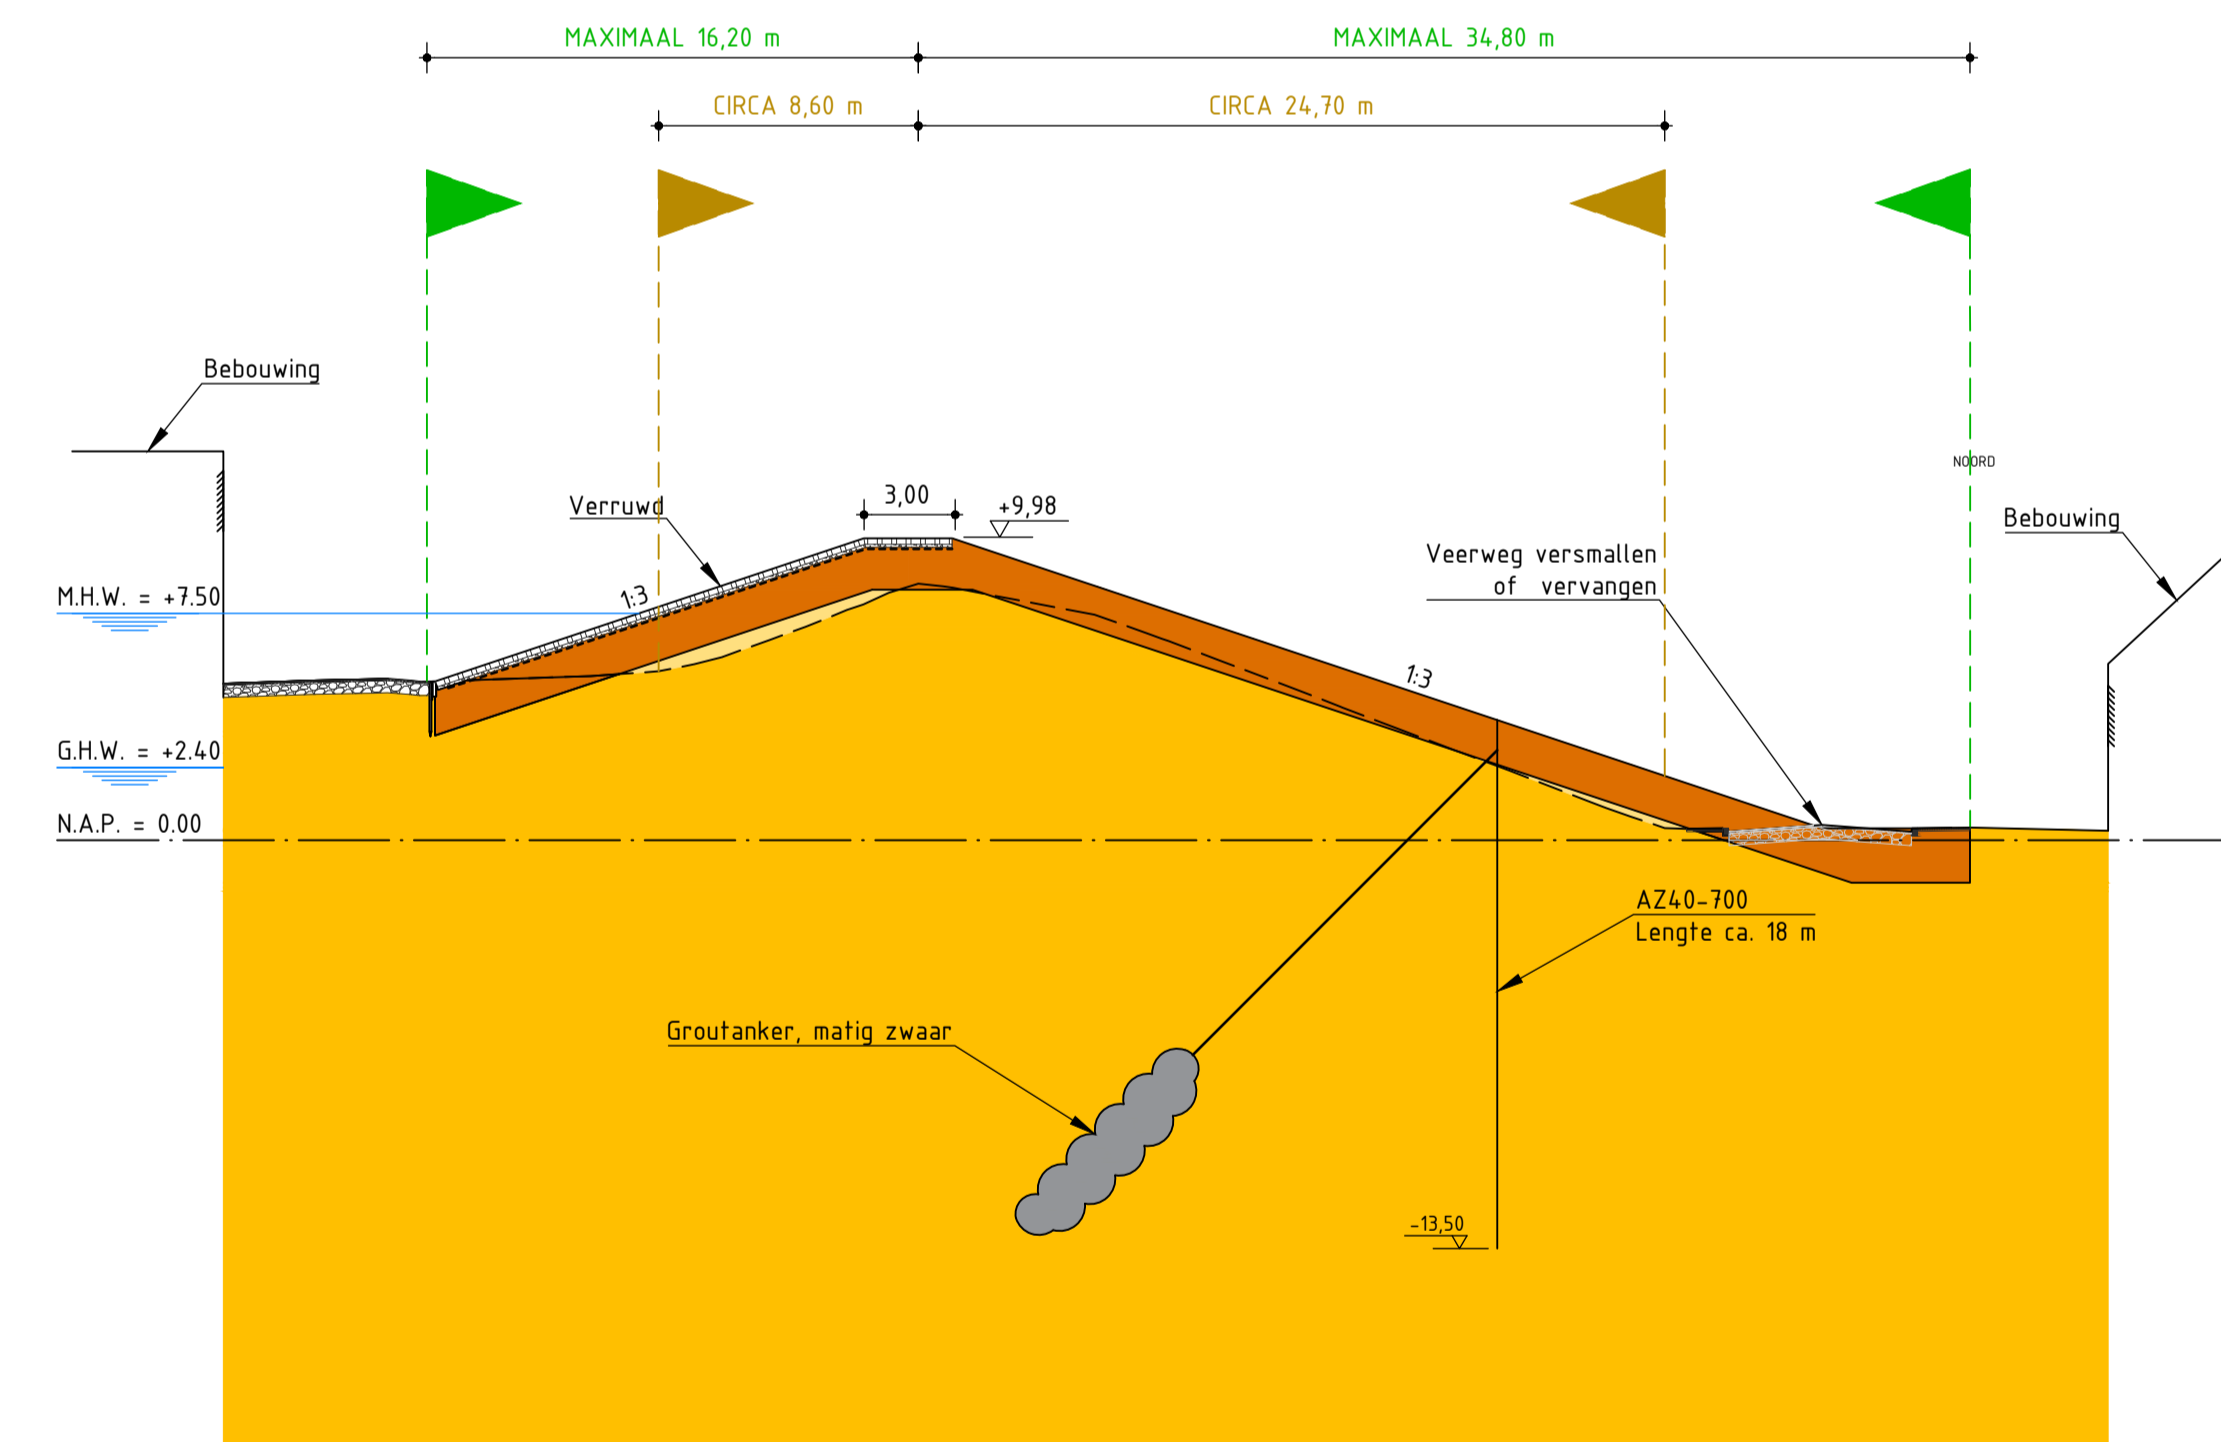 MAXIMAAL 16,20 m
MAXIMAAL 34,80 m
CIRCA 8,60 m
CIRCA 24,70 m
Bebouwing
NOORD
Verruwd
3,00
+9,98
Bebouwing
Veerweg versmallen
of vervangen
M.H.W. = +7.50
1:3
1:3
G.H.W. = +2.40
N.A.P. = 0.00
AZ40-700
Lengte ca. 18 m
Groutanker, matig zwaar
-13,50